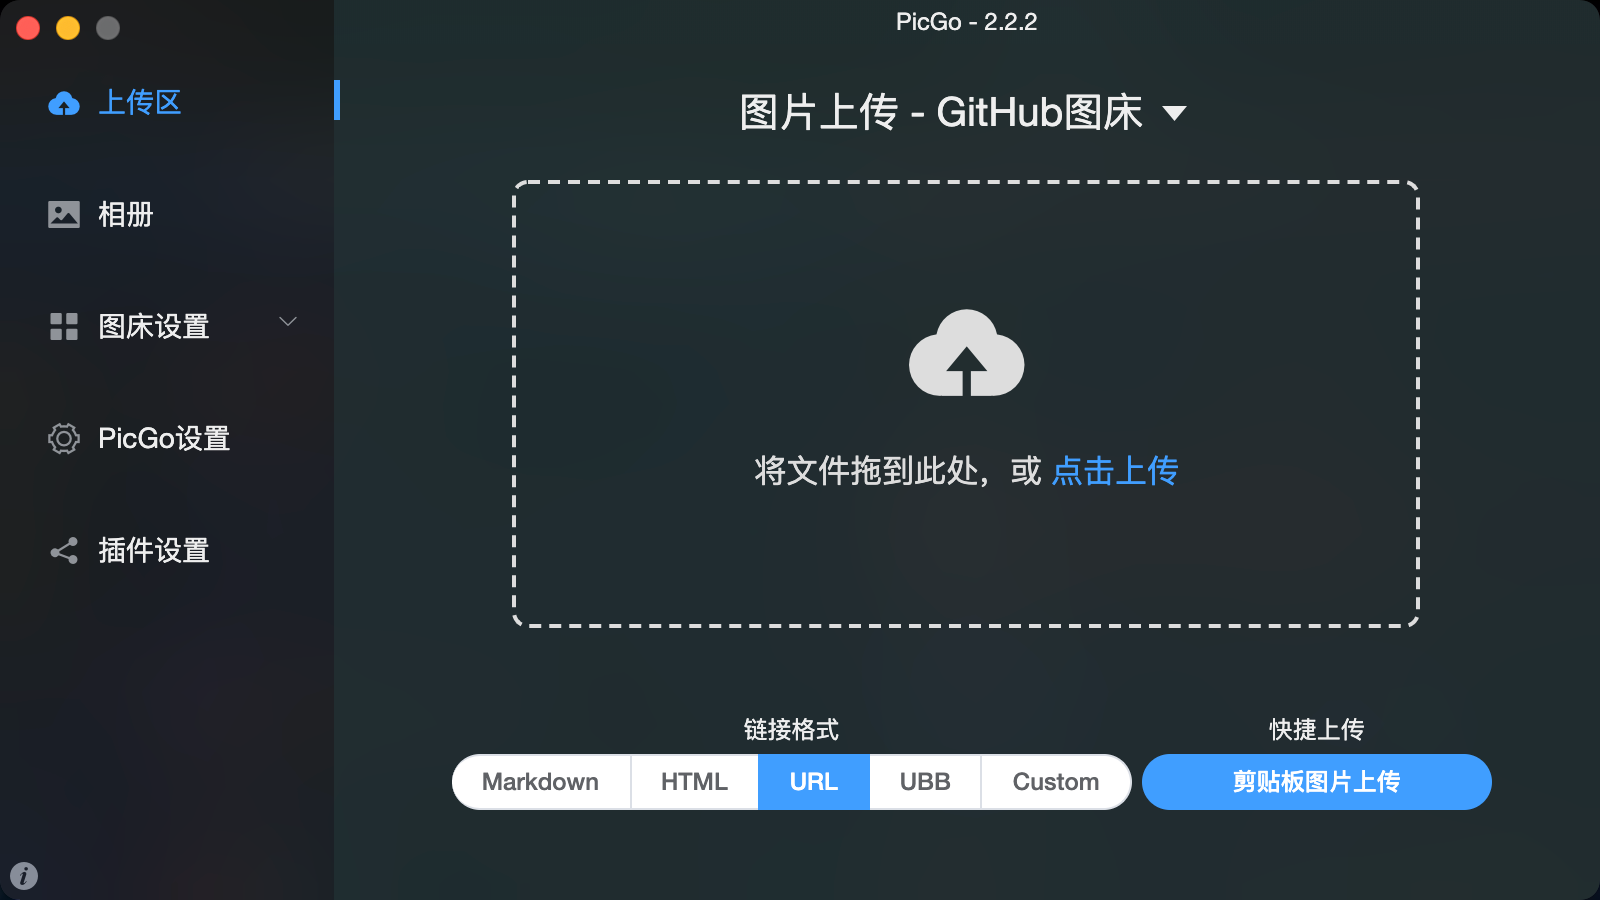 PicGo - 2.2.2
上传区
相册
图床设置
PicGo设置
插件设置
图片上传 - GitHub图床
将文件拖到此处，或 点击上传
链接格式
Markdown HTML URL UBB Custom
快捷上传
剪贴板图片上传
i